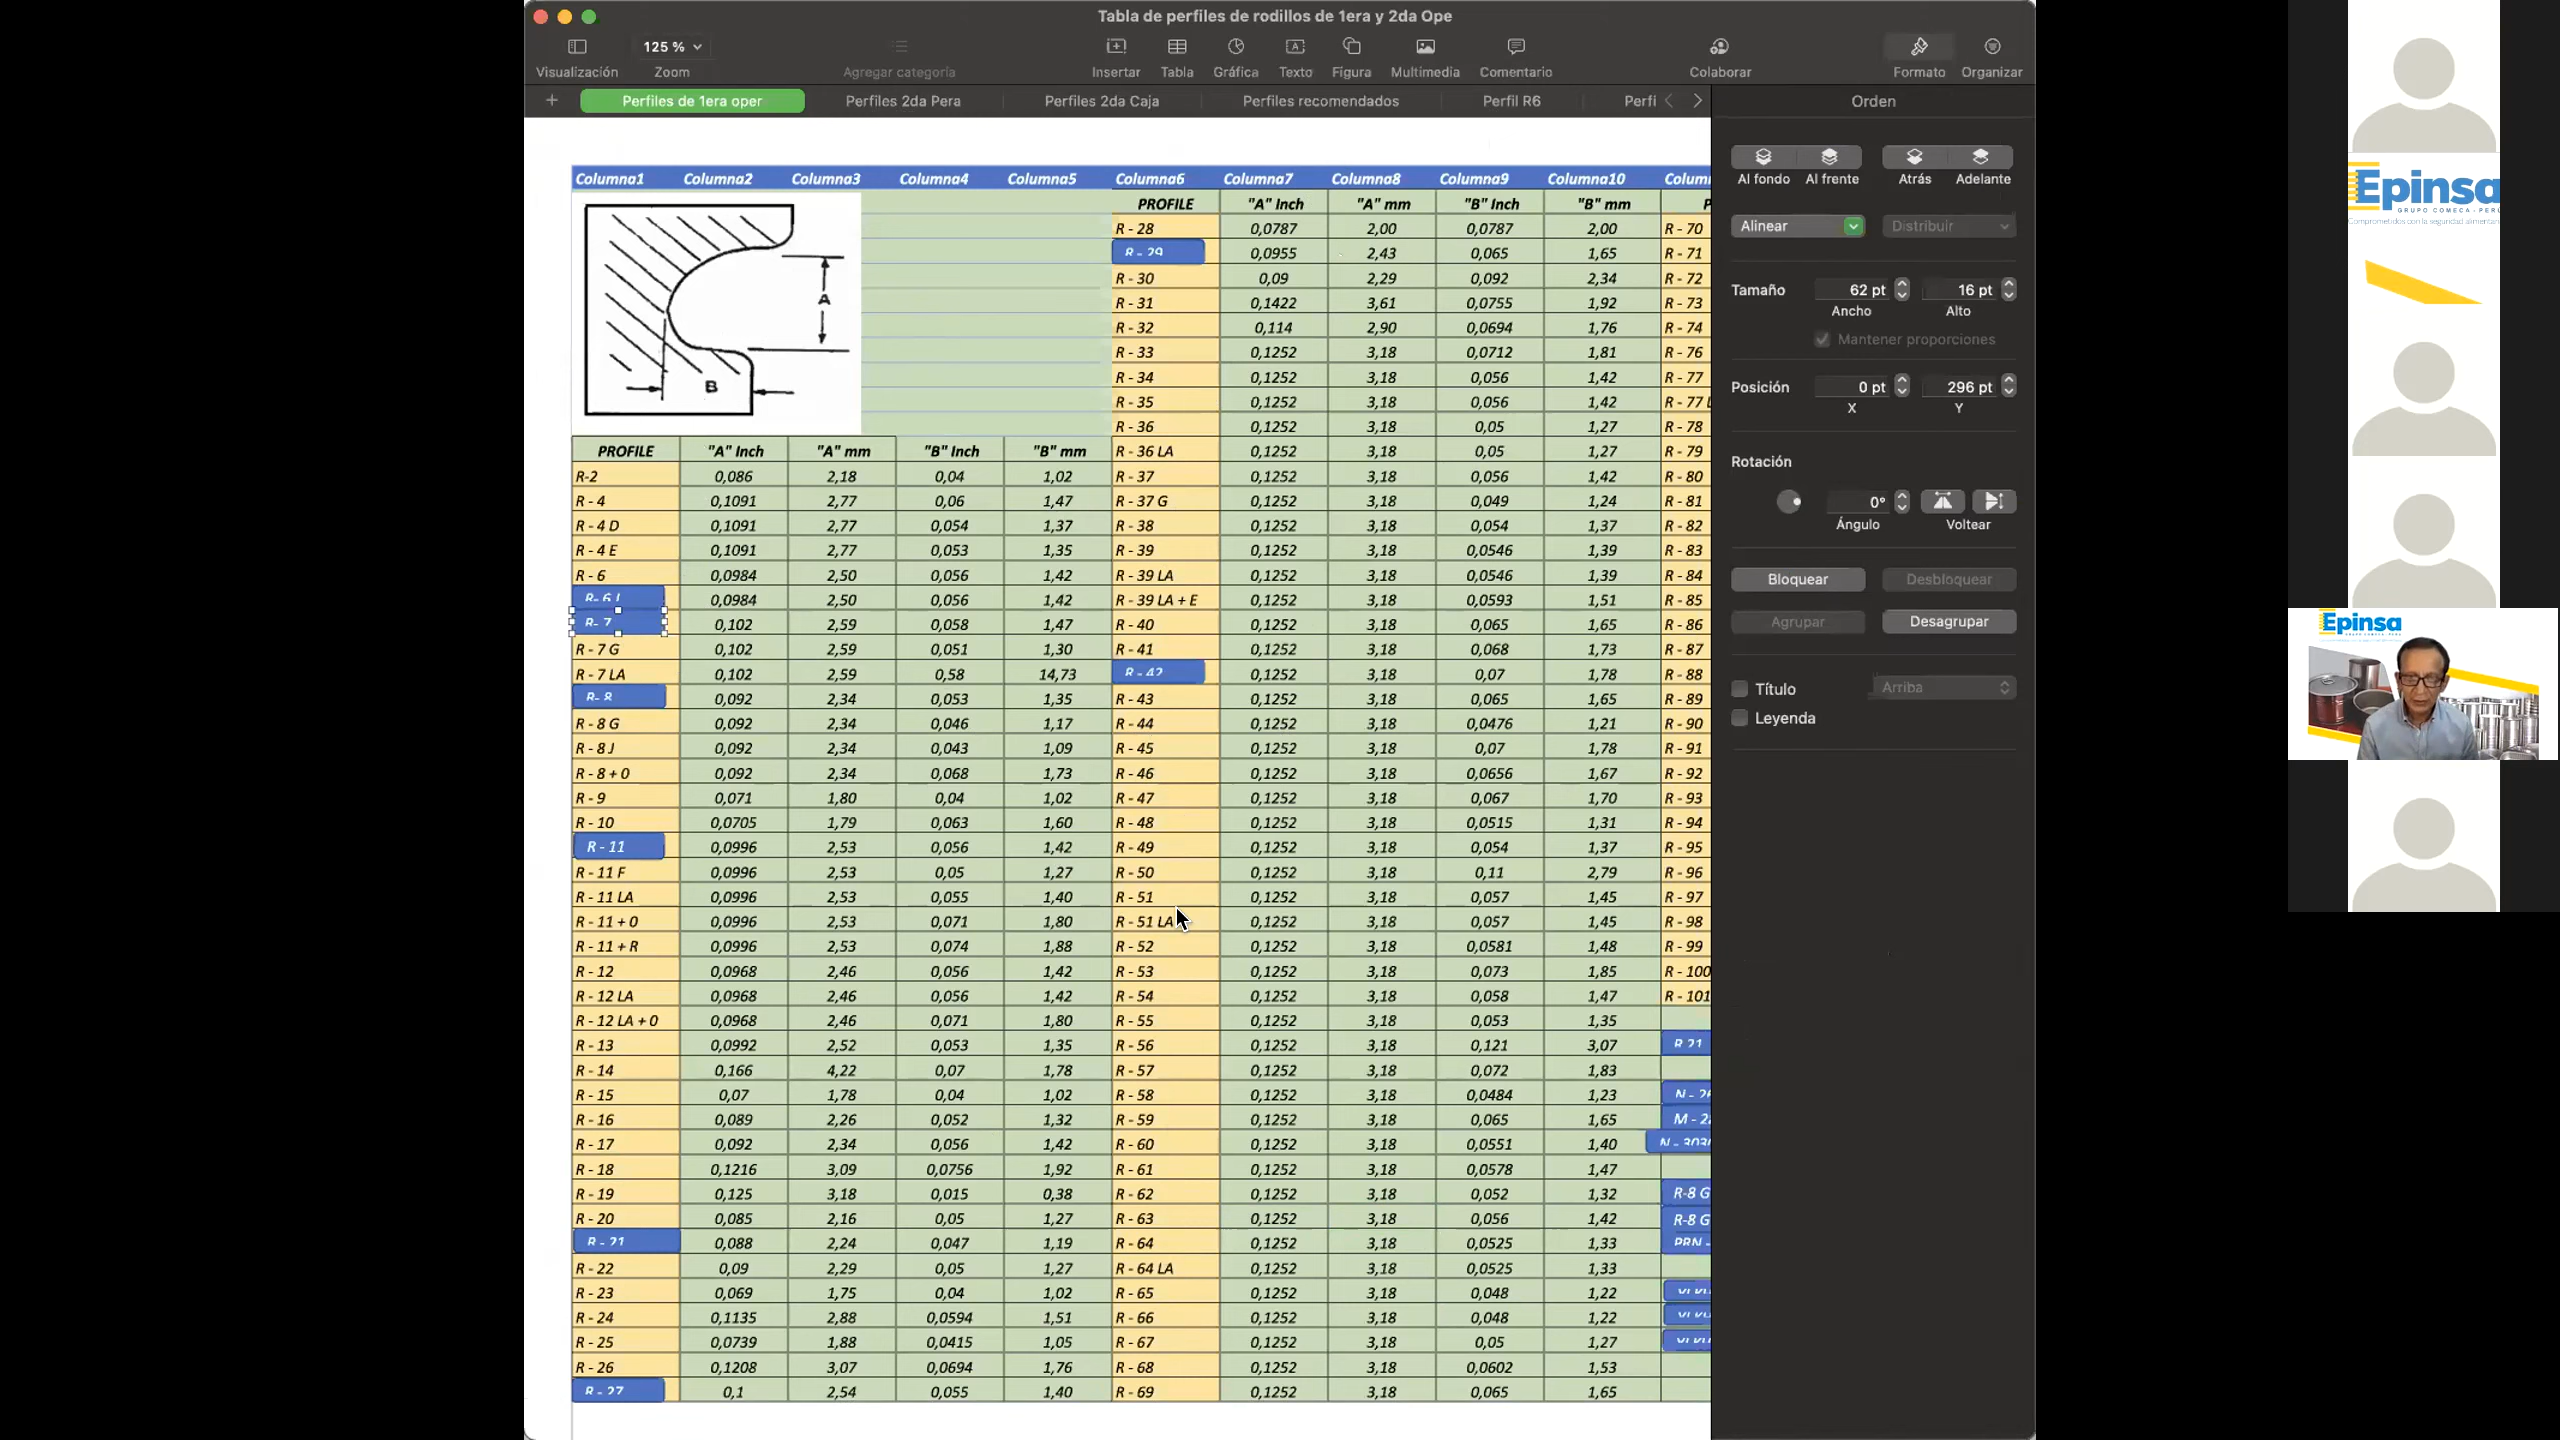 Tabla de perfiles de rodillos de 1era y 2da Ope
125 %
Visualización Zoom Agregar categoría Insertar Tabla Gráfica Texto Figura Multimedia Comentario Colaborar Formato Organizar
+ Perfiles de 1era oper Perfiles 2da Pera Perfiles 2da Caja Perfiles recomendados Perfil R6 Perfi
Columna1 Columna2 Columna3 Columna4 Columna5 Columna6 Columna7 Columna8 Columna9 Columna10 Column
A
B
PROFILE "A" Inch "A" mm "B" Inch "B" mm
R-2 0,086 2,18 0,04 1,02
R - 4 0,1091 2,77 0,06 1,47
R - 4 D 0,1091 2,77 0,054 1,37
R - 4 E 0,1091 2,77 0,053 1,35
R - 6 0,0984 2,50 0,056 1,42
0,0984 2,50 0,056 1,42
R- 7 0,102 2,59 0,058 1,47
R - 7 G 0,102 2,59 0,051 1,30
R - 7 LA 0,102 2,59 0,58 14,73
R- 8 0,092 2,34 0,053 1,35
R - 8 G 0,092 2,34 0,046 1,17
R - 8 J 0,092 2,34 0,043 1,09
R - 8 + 0 0,092 2,34 0,068 1,73
R - 9 0,071 1,80 0,04 1,02
R - 10 0,0705 1,79 0,063 1,60
R - 11 0,0996 2,53 0,056 1,42
R - 11 F 0,0996 2,53 0,05 1,27
R - 11 LA 0,0996 2,53 0,055 1,40
R - 11 + 0 0,0996 2,53 0,071 1,80
R - 11 + R 0,0996 2,53 0,074 1,88
R - 12 0,0968 2,46 0,056 1,42
R - 12 LA 0,0968 2,46 0,056 1,42
R - 12 LA + 0 0,0968 2,46 0,071 1,80
R - 13 0,0992 2,52 0,053 1,35
R - 14 0,166 4,22 0,07 1,78
R - 15 0,07 1,78 0,04 1,02
R - 16 0,089 2,26 0,052 1,32
R - 17 0,092 2,34 0,056 1,42
R - 18 0,1216 3,09 0,0756 1,92
R - 19 0,125 3,18 0,015 0,38
R - 20 0,085 2,16 0,05 1,27
R - 21 0,088 2,24 0,047 1,19
R - 22 0,09 2,29 0,05 1,27
R - 23 0,069 1,75 0,04 1,02
R - 24 0,1135 2,88 0,0594 1,51
R - 25 0,0739 1,88 0,0415 1,05
R - 26 0,1208 3,07 0,0694 1,76
R - 27 0,1 2,54 0,055 1,40
PROFILE "A" Inch "A" mm "B" Inch "B" mm
R - 28 0,0787 2,00 0,0787 2,00
R - 29 0,0955 2,43 0,065 1,65
R - 30 0,09 2,29 0,092 2,34
R - 31 0,1422 3,61 0,0755 1,92
R - 32 0,114 2,90 0,0694 1,76
R - 33 0,1252 3,18 0,0712 1,81
R - 34 0,1252 3,18 0,056 1,42
R - 35 0,1252 3,18 0,056 1,42
R - 36 0,1252 3,18 0,05 1,27
R - 36 LA 0,1252 3,18 0,05 1,27
R - 37 0,1252 3,18 0,056 1,42
R - 37 G 0,1252 3,18 0,049 1,24
R - 38 0,1252 3,18 0,054 1,37
R - 39 0,1252 3,18 0,0546 1,39
R - 39 LA 0,1252 3,18 0,0546 1,39
R - 39 LA + E 0,1252 3,18 0,0593 1,51
R - 40 0,1252 3,18 0,065 1,65
R - 41 0,1252 3,18 0,068 1,73
R - 42 0,1252 3,18 0,07 1,78
R - 43 0,1252 3,18 0,065 1,65
R - 44 0,1252 3,18 0,0476 1,21
R - 45 0,1252 3,18 0,07 1,78
R - 46 0,1252 3,18 0,0656 1,67
R - 47 0,1252 3,18 0,067 1,70
R - 48 0,1252 3,18 0,0515 1,31
R - 49 0,1252 3,18 0,054 1,37
R - 50 0,1252 3,18 0,11 2,79
R - 51 0,1252 3,18 0,057 1,45
R - 51 LA 0,1252 3,18 0,057 1,45
R - 52 0,1252 3,18 0,0581 1,48
R - 53 0,1252 3,18 0,073 1,85
R - 54 0,1252 3,18 0,058 1,47
R - 55 0,1252 3,18 0,053 1,35
R - 56 0,1252 3,18 0,121 3,07
R - 57 0,1252 3,18 0,072 1,83
R - 58 0,1252 3,18 0,0484 1,23
R - 59 0,1252 3,18 0,065 1,65
R - 60 0,1252 3,18 0,0551 1,40
R - 61 0,1252 3,18 0,0578 1,47
R - 62 0,1252 3,18 0,052 1,32
R - 63 0,1252 3,18 0,056 1,42
R - 64 0,1252 3,18 0,0525 1,33
R - 64 LA 0,1252 3,18 0,0525 1,33
R - 65 0,1252 3,18 0,048 1,22
R - 66 0,1252 3,18 0,048 1,22
R - 67 0,1252 3,18 0,05 1,27
R - 68 0,1252 3,18 0,0602 1,53
R - 69 0,1252 3,18 0,065 1,65
P
R - 70
R - 71
R - 72
R - 73
R - 74
R - 76
R - 77
R - 77 L
R - 78
R - 79
R - 80
R - 81
R - 82
R - 83
R - 84
R - 85
R - 86
R - 87
R - 88
R - 89
R - 90
R - 91
R - 92
R - 93
R - 94
R - 95
R - 96
R - 97
R - 98
R - 99
R - 100
R - 101
R 21
M - 2
R-8 G
R-8 G
PRN -
Orden
Al fondo Al frente Atrás Adelante
Alinear Distribuir
Tamaño 62 pt 16 pt
Ancho Alto
Mantener proporciones
Posición 0 pt 296 pt
X Y
Rotación
0°
Ángulo Voltear
Bloquear Desbloquear
Agrupar Desagrupar
Título Arriba
Leyenda
Epinsa
GRUPO COMECA - PERÚ
Comprometidos con la seguridad alimentar
Epinsa